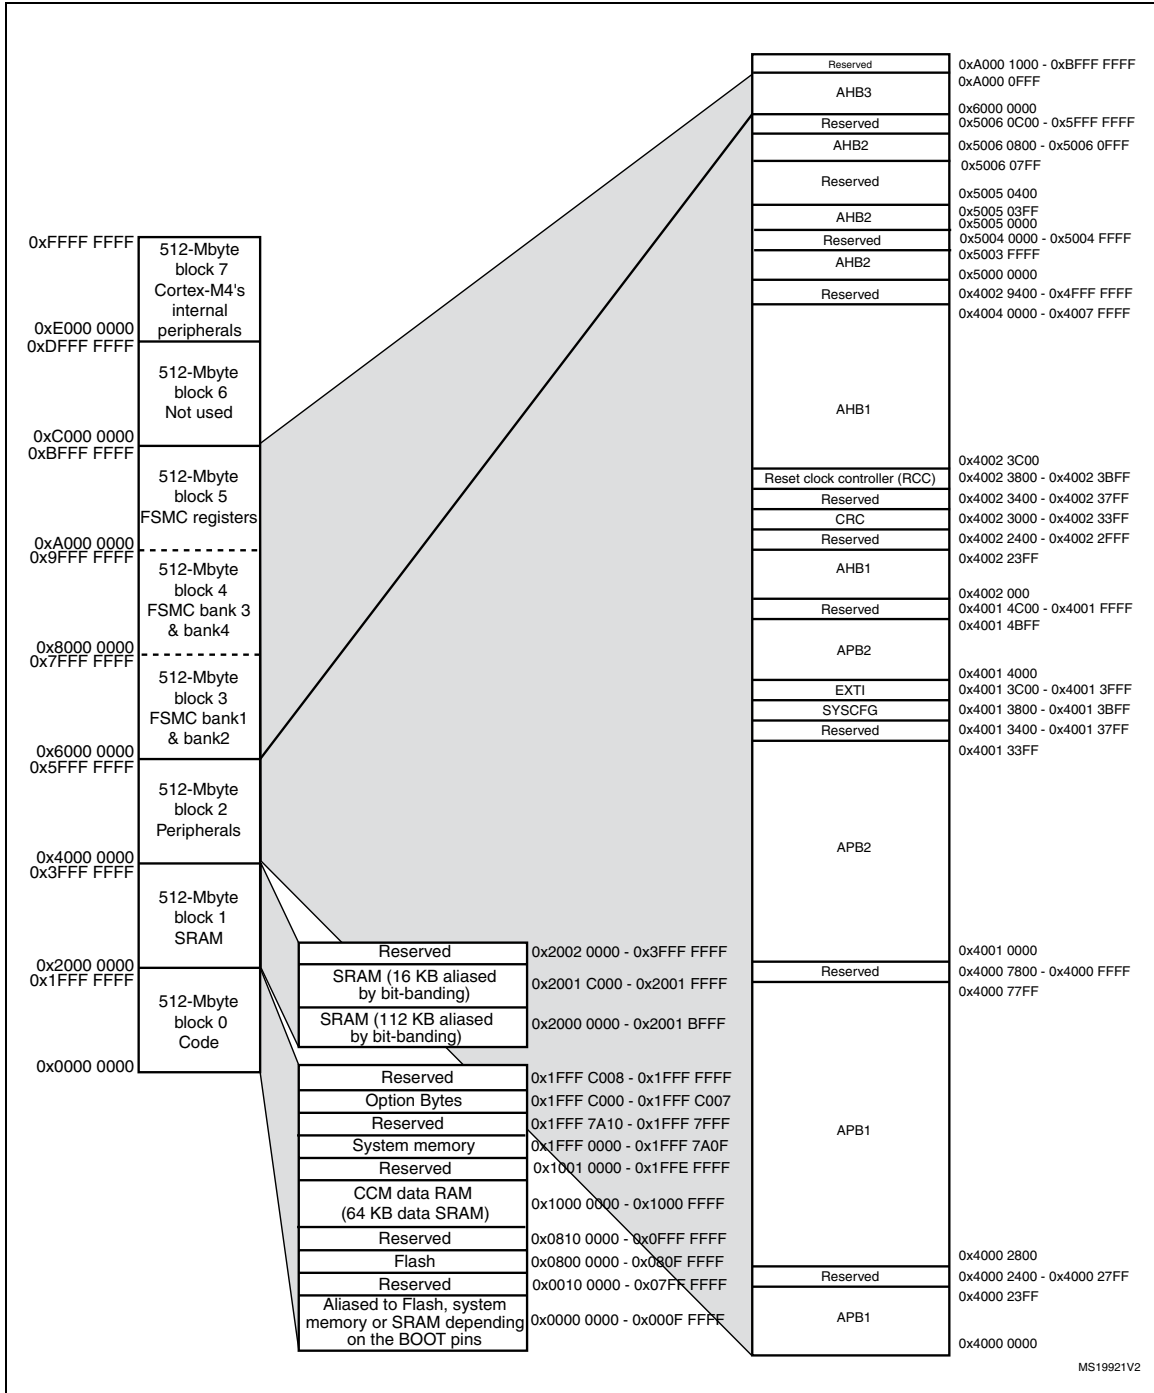 0xFFFF FFFF
512-Mbyte
block 7
Cortex-M4's
internal
peripherals
0xE000 0000
0xDFFF FFFF
512-Mbyte
block 6
Not used
0xC000 0000
0xBFFF FFFF
512-Mbyte
block 5
FSMC registers
0xA000 0000
0x9FFF FFFF
512-Mbyte
block 4
FSMC bank 3
& bank4
0x8000 0000
0x7FFF FFFF
512-Mbyte
block 3
FSMC bank1
& bank2
0x6000 0000
0x5FFF FFFF
512-Mbyte
block 2
Peripherals
0x4000 0000
0x3FFF FFFF
512-Mbyte
block 1
SRAM
0x2000 0000
0x1FFF FFFF
512-Mbyte
block 0
Code
0x0000 0000
Reserved 0x2002 0000 - 0x3FFF FFFF
SRAM (16 KB aliased
by bit-banding)
0x2001 C000 - 0x2001 FFFF
SRAM (112 KB aliased
by bit-banding)
0x2000 0000 - 0x2001 BFFF
Reserved 0x1FFF C008 - 0x1FFF FFFF
Option Bytes 0x1FFF C000 - 0x1FFF C007
Reserved 0x1FFF 7A10 - 0x1FFF 7FFF
System memory 0x1FFF 0000 - 0x1FFF 7A0F
Reserved 0x1001 0000 - 0x1FFE FFFF
CCM data RAM
(64 KB data SRAM)
0x1000 0000 - 0x1000 FFFF
Reserved 0x0810 0000 - 0x0FFF FFFF
Flash 0x0800 0000 - 0x080F FFFF
Reserved 0x0010 0000 - 0x07FF FFFF
Aliased to Flash, system
memory or SRAM depending
on the BOOT pins
0x0000 0000 - 0x000F FFFF
Reserved 0xA000 1000 - 0xBFFF FFFF
0xA000 0FFF
AHB3
0x6000 0000
Reserved 0x5006 0C00 - 0x5FFF FFFF
AHB2 0x5006 0800 - 0x5006 0FFF
0x5006 07FF
Reserved
0x5005 0400
0x5005 03FF
AHB2
0x5005 0000
Reserved 0x5004 0000 - 0x5004 FFFF
0x5003 FFFF
AHB2
0x5000 0000
Reserved 0x4002 9400 - 0x4FFF FFFF
0x4004 0000 - 0x4007 FFFF
AHB1
0x4002 3C00
Reset clock controller (RCC) 0x4002 3800 - 0x4002 3BFF
Reserved 0x4002 3400 - 0x4002 37FF
CRC 0x4002 3000 - 0x4002 33FF
Reserved 0x4002 2400 - 0x4002 2FFF
0x4002 23FF
AHB1
0x4002 000
Reserved 0x4001 4C00 - 0x4001 FFFF
0x4001 4BFF
APB2
0x4001 4000
EXTI 0x4001 3C00 - 0x4001 3FFF
SYSCFG 0x4001 3800 - 0x4001 3BFF
Reserved 0x4001 3400 - 0x4001 37FF
0x4001 33FF
APB2
0x4001 0000
Reserved 0x4000 7800 - 0x4000 FFFF
0x4000 77FF
APB1
0x4000 2800
Reserved 0x4000 2400 - 0x4000 27FF
0x4000 23FF
APB1
0x4000 0000
MS19921V2